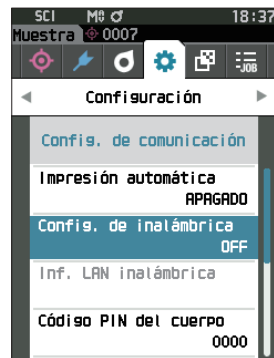 SCI M0 18:37
Muestra 0007
-JOB
Configuración
Config. de comunicación
Impresión automática
APAGADO
Config. de inalámbrica
OFF
Inf. LAN inalámbrica
Código PIN del cuerpo
0000